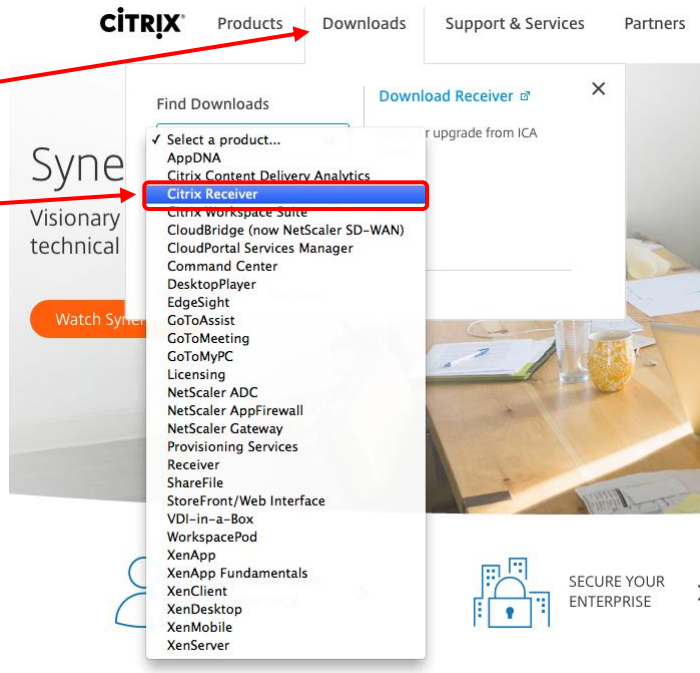 CİTRIX
Products
Downloads
Support & Services
Partners
Find Downloads
Download Receiver
r upgrade from ICA
✓ Select a product...
AppDNA
Citrix Content Delivery Analytics
Citrix Receiver
Citrix Workspace Suite
CloudBridge (now NetScaler SD-WAN)
CloudPortal Services Manager
Command Center
DesktopPlayer
EdgeSight
GoToAssist
GoToMeeting
GoToMyPC
Licensing
NetScaler ADC
NetScaler AppFirewall
NetScaler Gateway
Provisioning Services
Receiver
ShareFile
StoreFront/Web Interface
VDI-in-a-Box
WorkspacePod
XenApp
XenApp Fundamentals
XenClient
XenDesktop
XenMobile
XenServer
Syne
Visionary
technical
Watch Syner
SECURE YOUR
ENTERPRISE